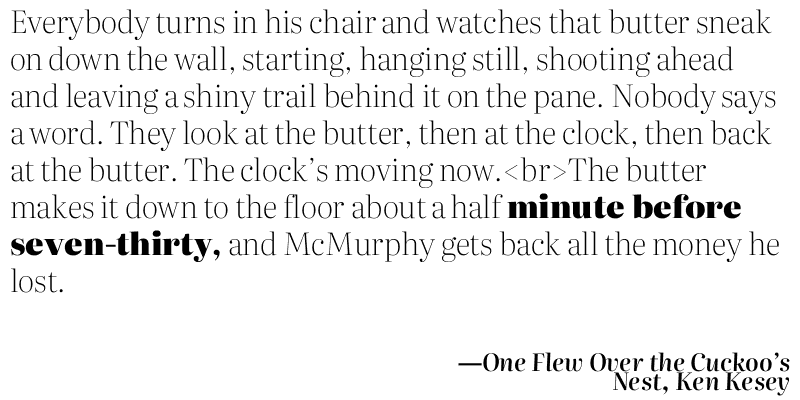 Everybody turns in his chair and watches that butter sneak
on down the wall, starting, hanging still, shooting ahead
and leaving a shiny trail behind it on the pane. Nobody says
a word. They look at the butter, then at the clock, then back
at the butter. The clock’s moving now.<br>The butter
makes it down to the floor about a half minute before
seven-thirty, and McMurphy gets back all the money he
lost.
—One Flew Over the Cuckoo’s
Nest, Ken Kesey